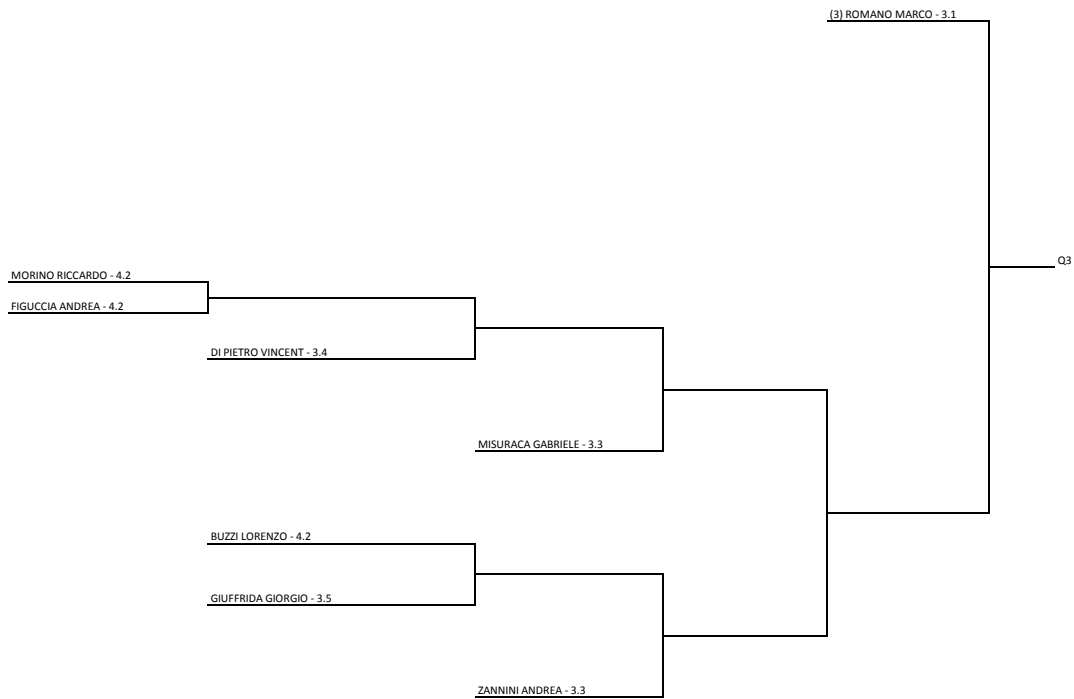 (3) ROMANO MARCO - 3.1
Q3
MORINO RICCARDO - 4.2
FIGUCCIA ANDREA - 4.2
DI PIETRO VINCENT - 3.4
MISURACA GABRIELE - 3.3
BUZZI LORENZO - 4.2
GIUFFRIDA GIORGIO - 3.5
ZANNINI ANDREA - 3.3